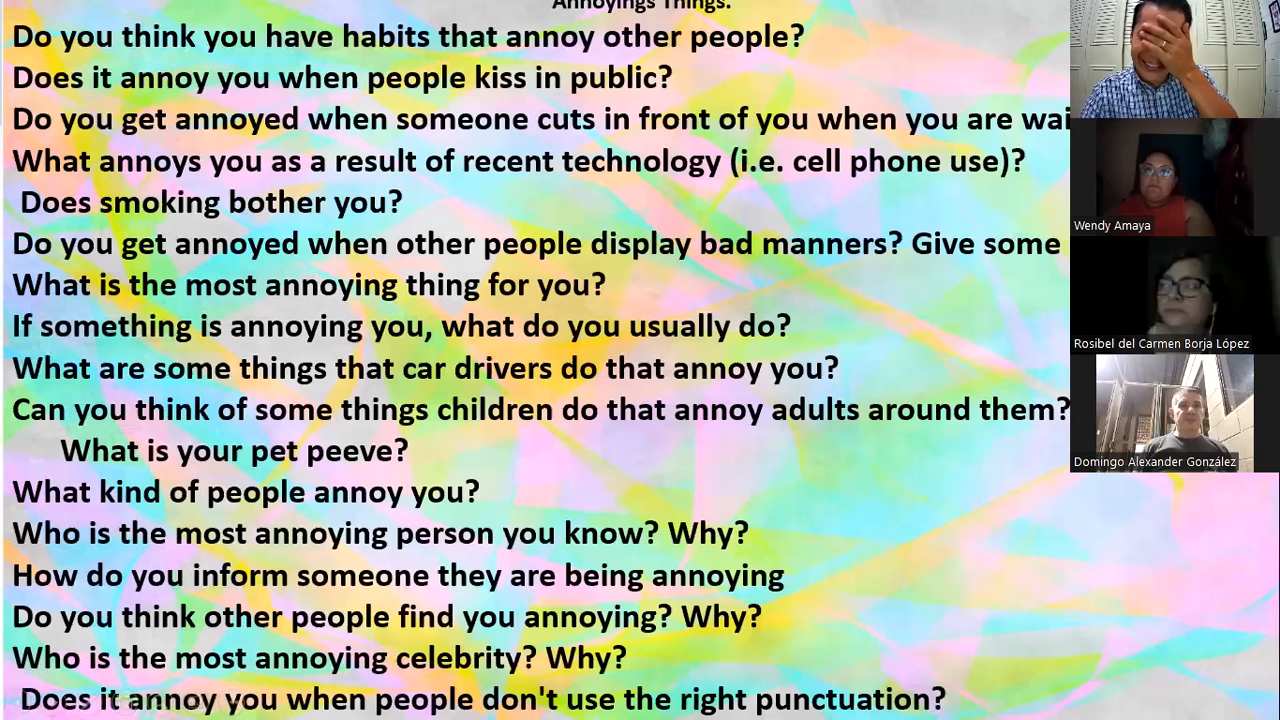 Annoyings Things.
Do you think you have habits that annoy other people?
Does it annoy you when people kiss in public?
Do you get annoyed when someone cuts in front of you when you are wai
What annoys you as a result of recent technology (i.e. cell phone use)?
Does smoking bother you?
Do you get annoyed when other people display bad manners? Give some
What is the most annoying thing for you?
If something is annoying you, what do you usually do?
What are some things that car drivers do that annoy you?
Can you think of some things children do that annoy adults around them?
What is your pet peeve?
What kind of people annoy you?
Who is the most annoying person you know? Why?
How do you inform someone they are being annoying
Do you think other people find you annoying? Why?
Who is the most annoying celebrity? Why?
Does it annoy you when people don't use the right punctuation?
Wendy Amaya
Rosibel del Carmen Borja López
Domingo Alexander González